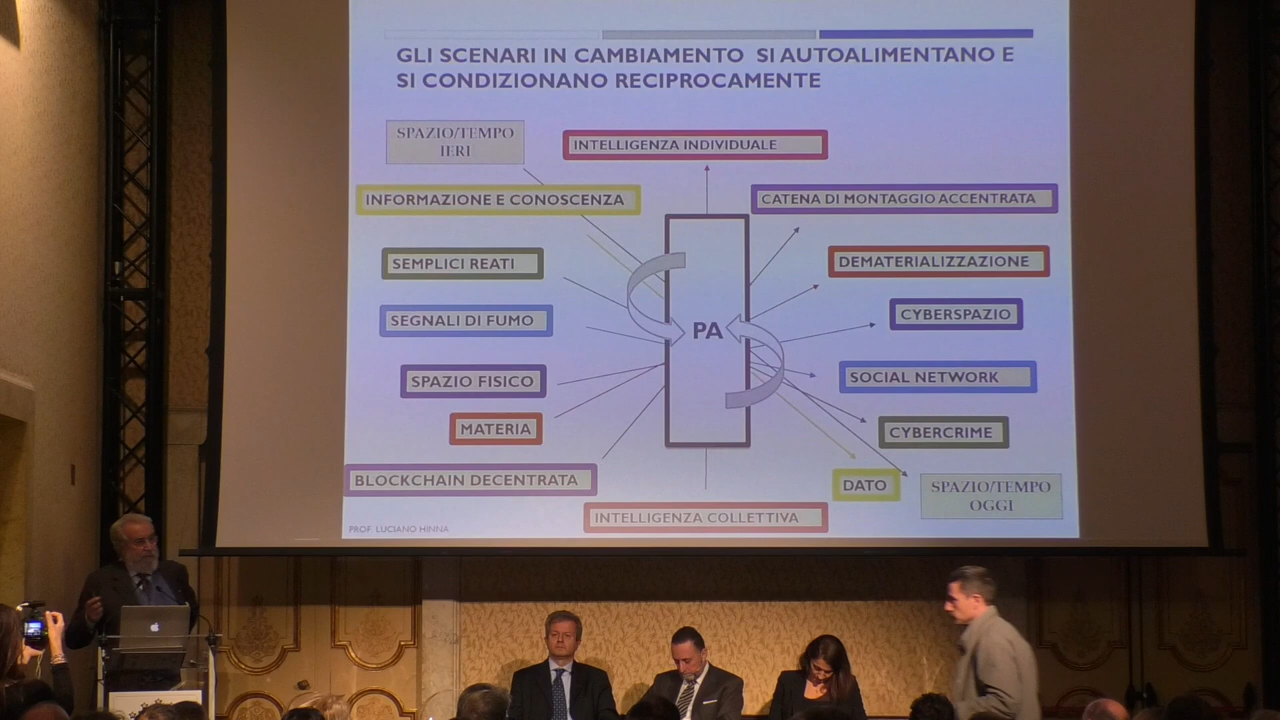 GLI SCENARI IN CAMBIAMENTO SI AUTOALIMENTANO E
SI CONDIZIONANO RECIPROCAMENTE
SPAZIO/TEMPO
IERI
INTELLIGENZA INDIVIDUALE
INFORMAZIONE E CONOSCENZA
CATENA DI MONTAGGIO ACCENTRATA
SEMPLICI REATI
DEMATERIALIZZAZIONE
SEGNALI DI FUMO
CYBERSPAZIO
PA
SPAZIO FISICO
SOCIAL NETWORK
MATERIA
CYBERCRIME
BLOCKCHAIN DECENTRATA
DATO
SPAZIO/TEMPO
OGGI
INTELLIGENZA COLLETTIVA
PROF. LUCIANO HINNA